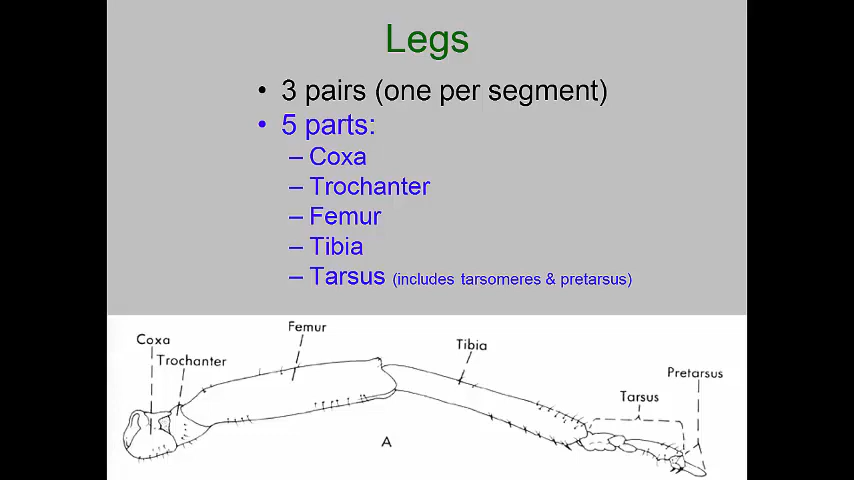 Legs
• 3 pairs (one per segment)
• 5 parts:
– Coxa
– Trochanter
– Femur
– Tibia
– Tarsus (includes tarsomeres & pretarsus)
Femur
Coxa
Trochanter
Tibia
Pretarsus
Tarsus
A